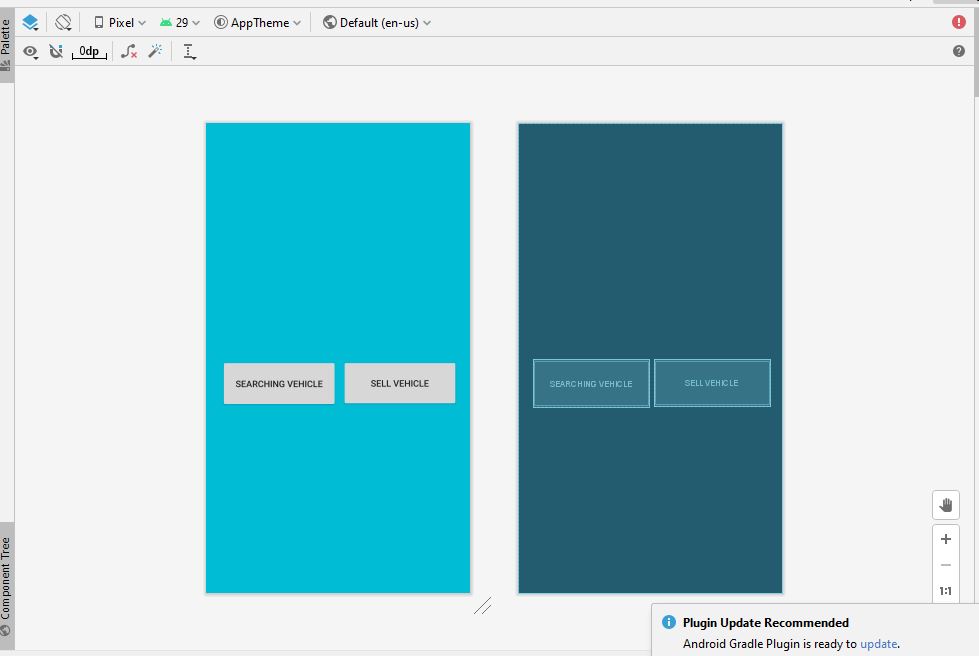 Palette
Pixel
29
AppTheme
Default (en-us)
0dp
SEARCHING VEHICLE
SELL VEHICLE
SEARCHING VEHICLE
SELL VEHICLE
Component Tree
1:1
Plugin Update Recommended
Android Gradle Plugin is ready to update.